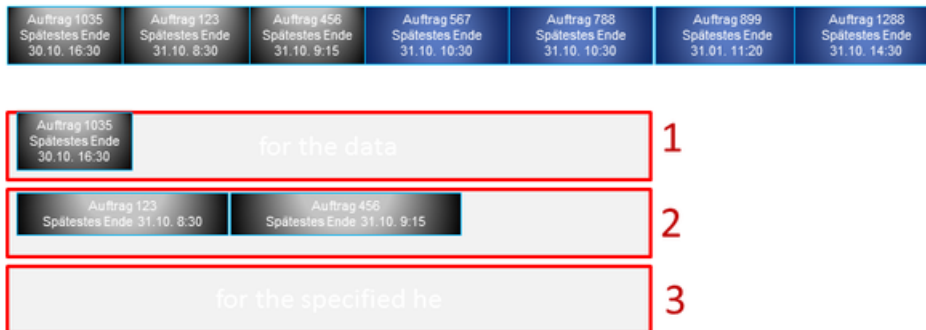 Auftrag 1035
Spätestes Ende
30.10. 16:30
Auftrag 123
Spätestes Ende
31.10. 8:30
Auftrag 456
Spätestes Ende
31.10. 9:15
Auftrag 567
Spätestes Ende
31.10. 10:30
Auftrag 788
Spätestes Ende
31.10. 10:30
Auftrag 899
Spätestes Ende
31.01. 11:20
Auftrag 1288
Spätestes Ende
31.10. 14:30
Auftrag 1035
Spätestes Ende
30.10. 16:30
for the data
1
Auftrag 123
Spätestes Ende 31.10. 8:30
Auftrag 456
Spätestes Ende 31.10. 9:15
2
for the specified he
3